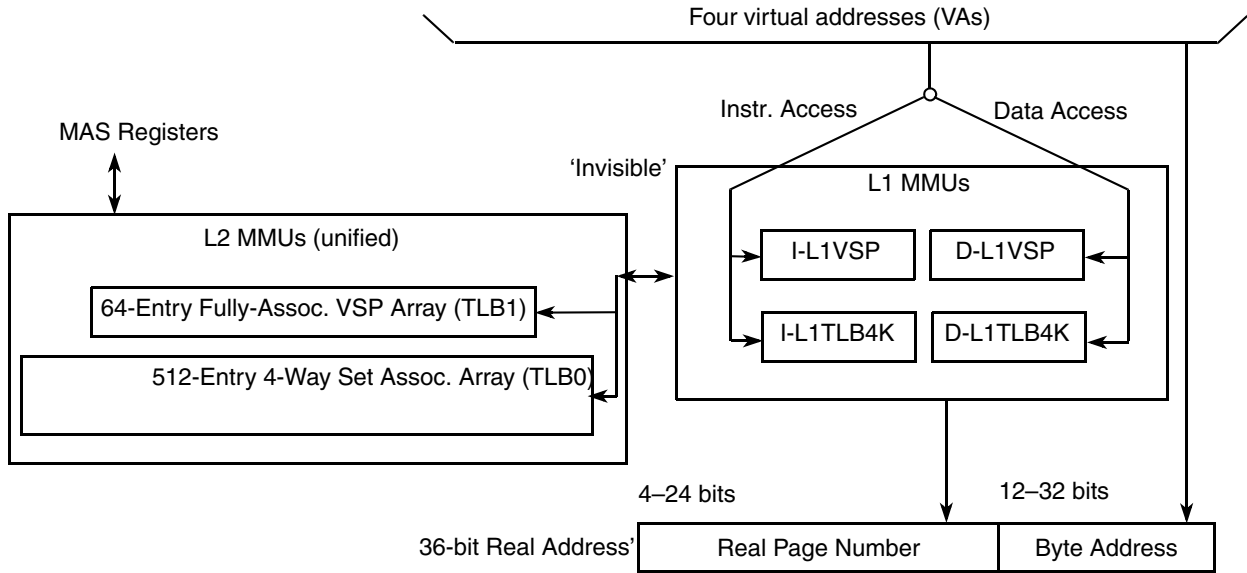 Four virtual addresses (VAs)
Instr. Access
Data Access
MAS Registers
‘Invisible’
L1 MMUs
L2 MMUs (unified)
I-L1VSP
D-L1VSP
64-Entry Fully-Assoc. VSP Array (TLB1)
I-L1TLB4K
D-L1TLB4K
512-Entry 4-Way Set Assoc. Array (TLB0)
4–24 bits
12–32 bits
36-bit Real Address’
Real Page Number
Byte Address